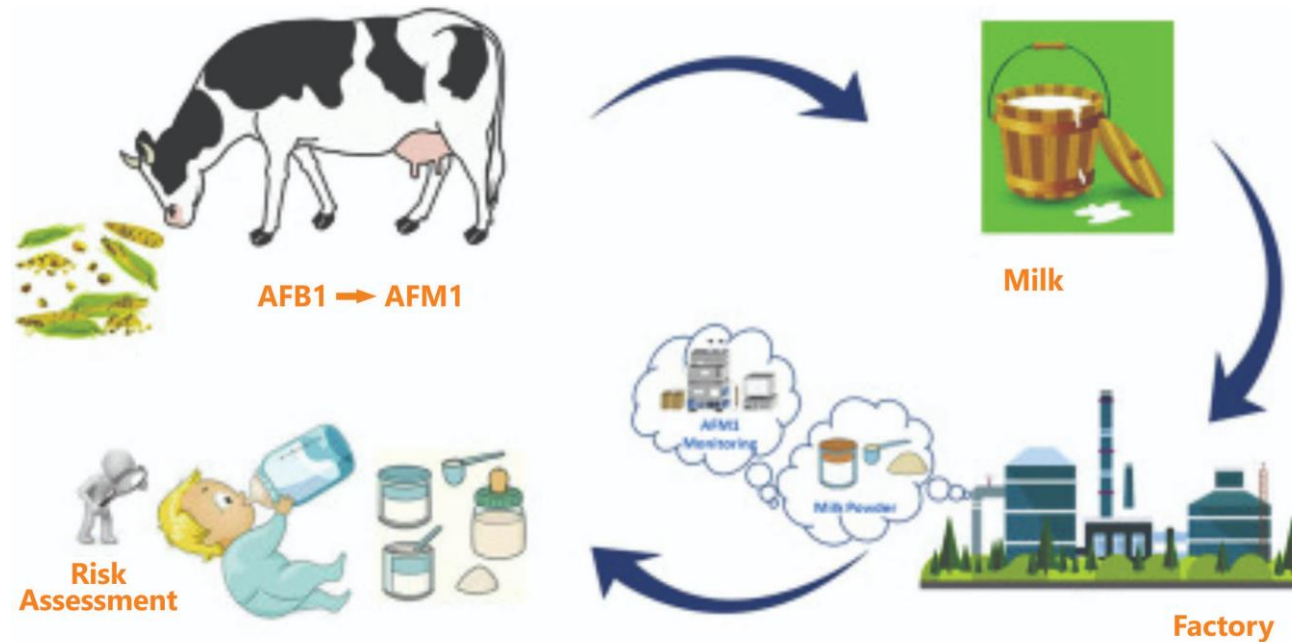 AFB1 → AFM1
Milk
AFM1
Monitoring
Milk Powder
Risk
Assessment
Factory